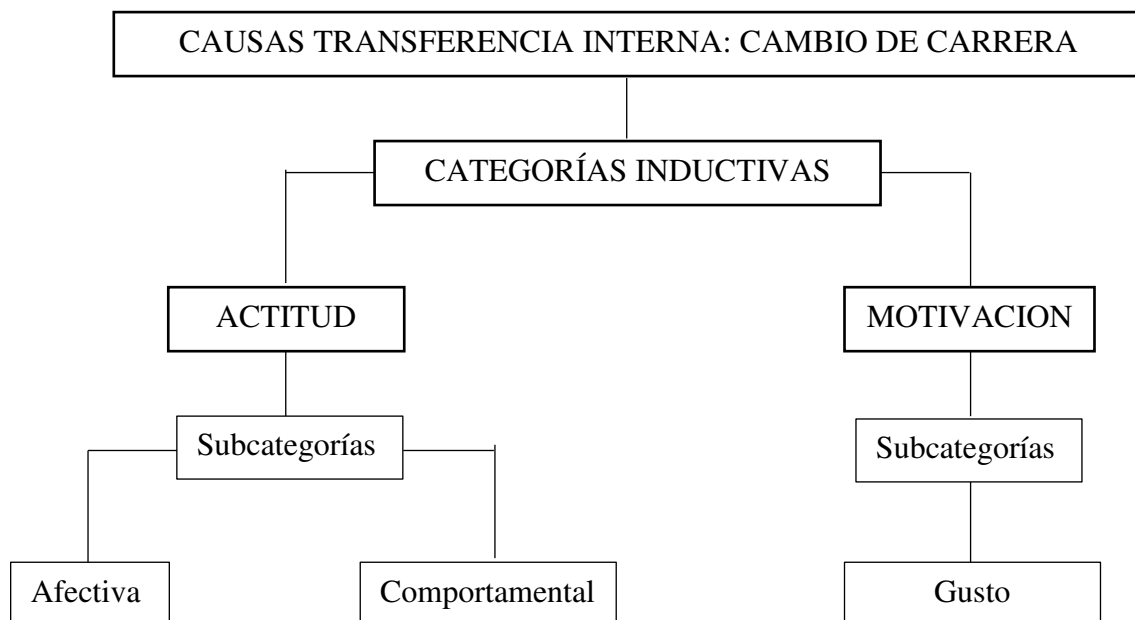 CAUSAS TRANSFERENCIA INTERNA: CAMBIO DE CARRERA
CATEGORÍAS INDUCTIVAS
ACTITUD
MOTIVACION
Subcategorías
Subcategorías
Afectiva
Comportamental
Gusto